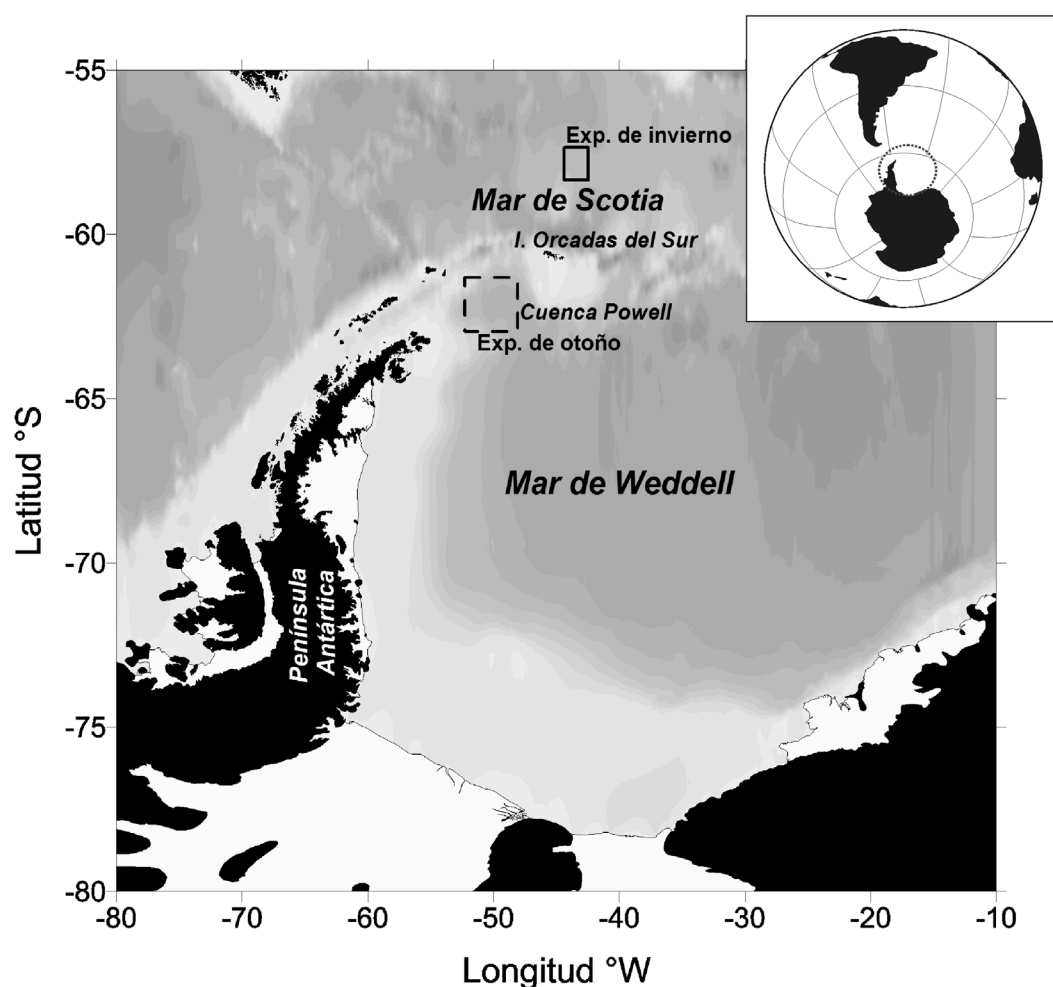 -55
Exp. de invierno
Mar de Scotia
-60
I. Orcadas del Sur
Cuenca Powell
Exp. de otoño
-65
Mar de Weddell
Latitud °S
-70
Península
Antártica
-75
-80
-80 -70 -60 -50 -40 -30 -20 -10
Longitud °W